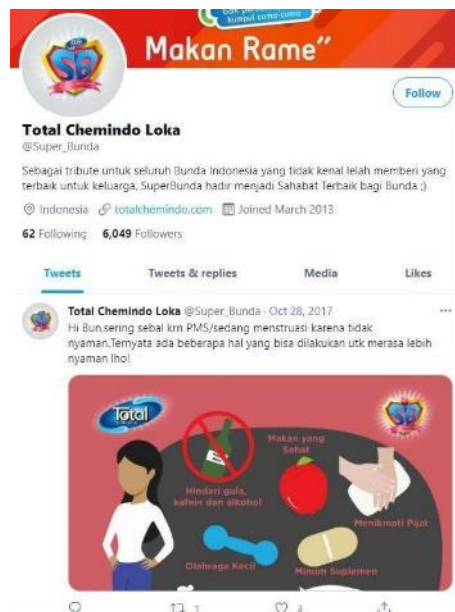 kumpul cuma-cuma
Makan Rame"
SB
Follow
Total Chemindo Loka
@Super_Bunda
Sebagai tribute untuk seluruh Bunda Indonesia yang tidak kenal lelah memberi yang
terbaik untuk keluarga, SuperBunda hadir menjadi Sahabat Terbaik bagi Bunda ;)
Indonesia totalchemindo.com Joined March 2013
62 Following 6,049 Followers
Tweets Tweets & replies Media Likes
Total Chemindo Loka @Super_Bunda · Oct 28, 2017
Hi Bun,sering sebal krn PMS/sedang menstruasi karena tidak
nyaman.Ternyata ada beberapa hal yang bisa dilakukan utk merasa lebih
nyaman lho!
Total
SB
Makan yang
Sehat
Hindari gula,
kafein dan alkohol
Menikmati Pijat
Olahraga Kecil
Minum Suplemen